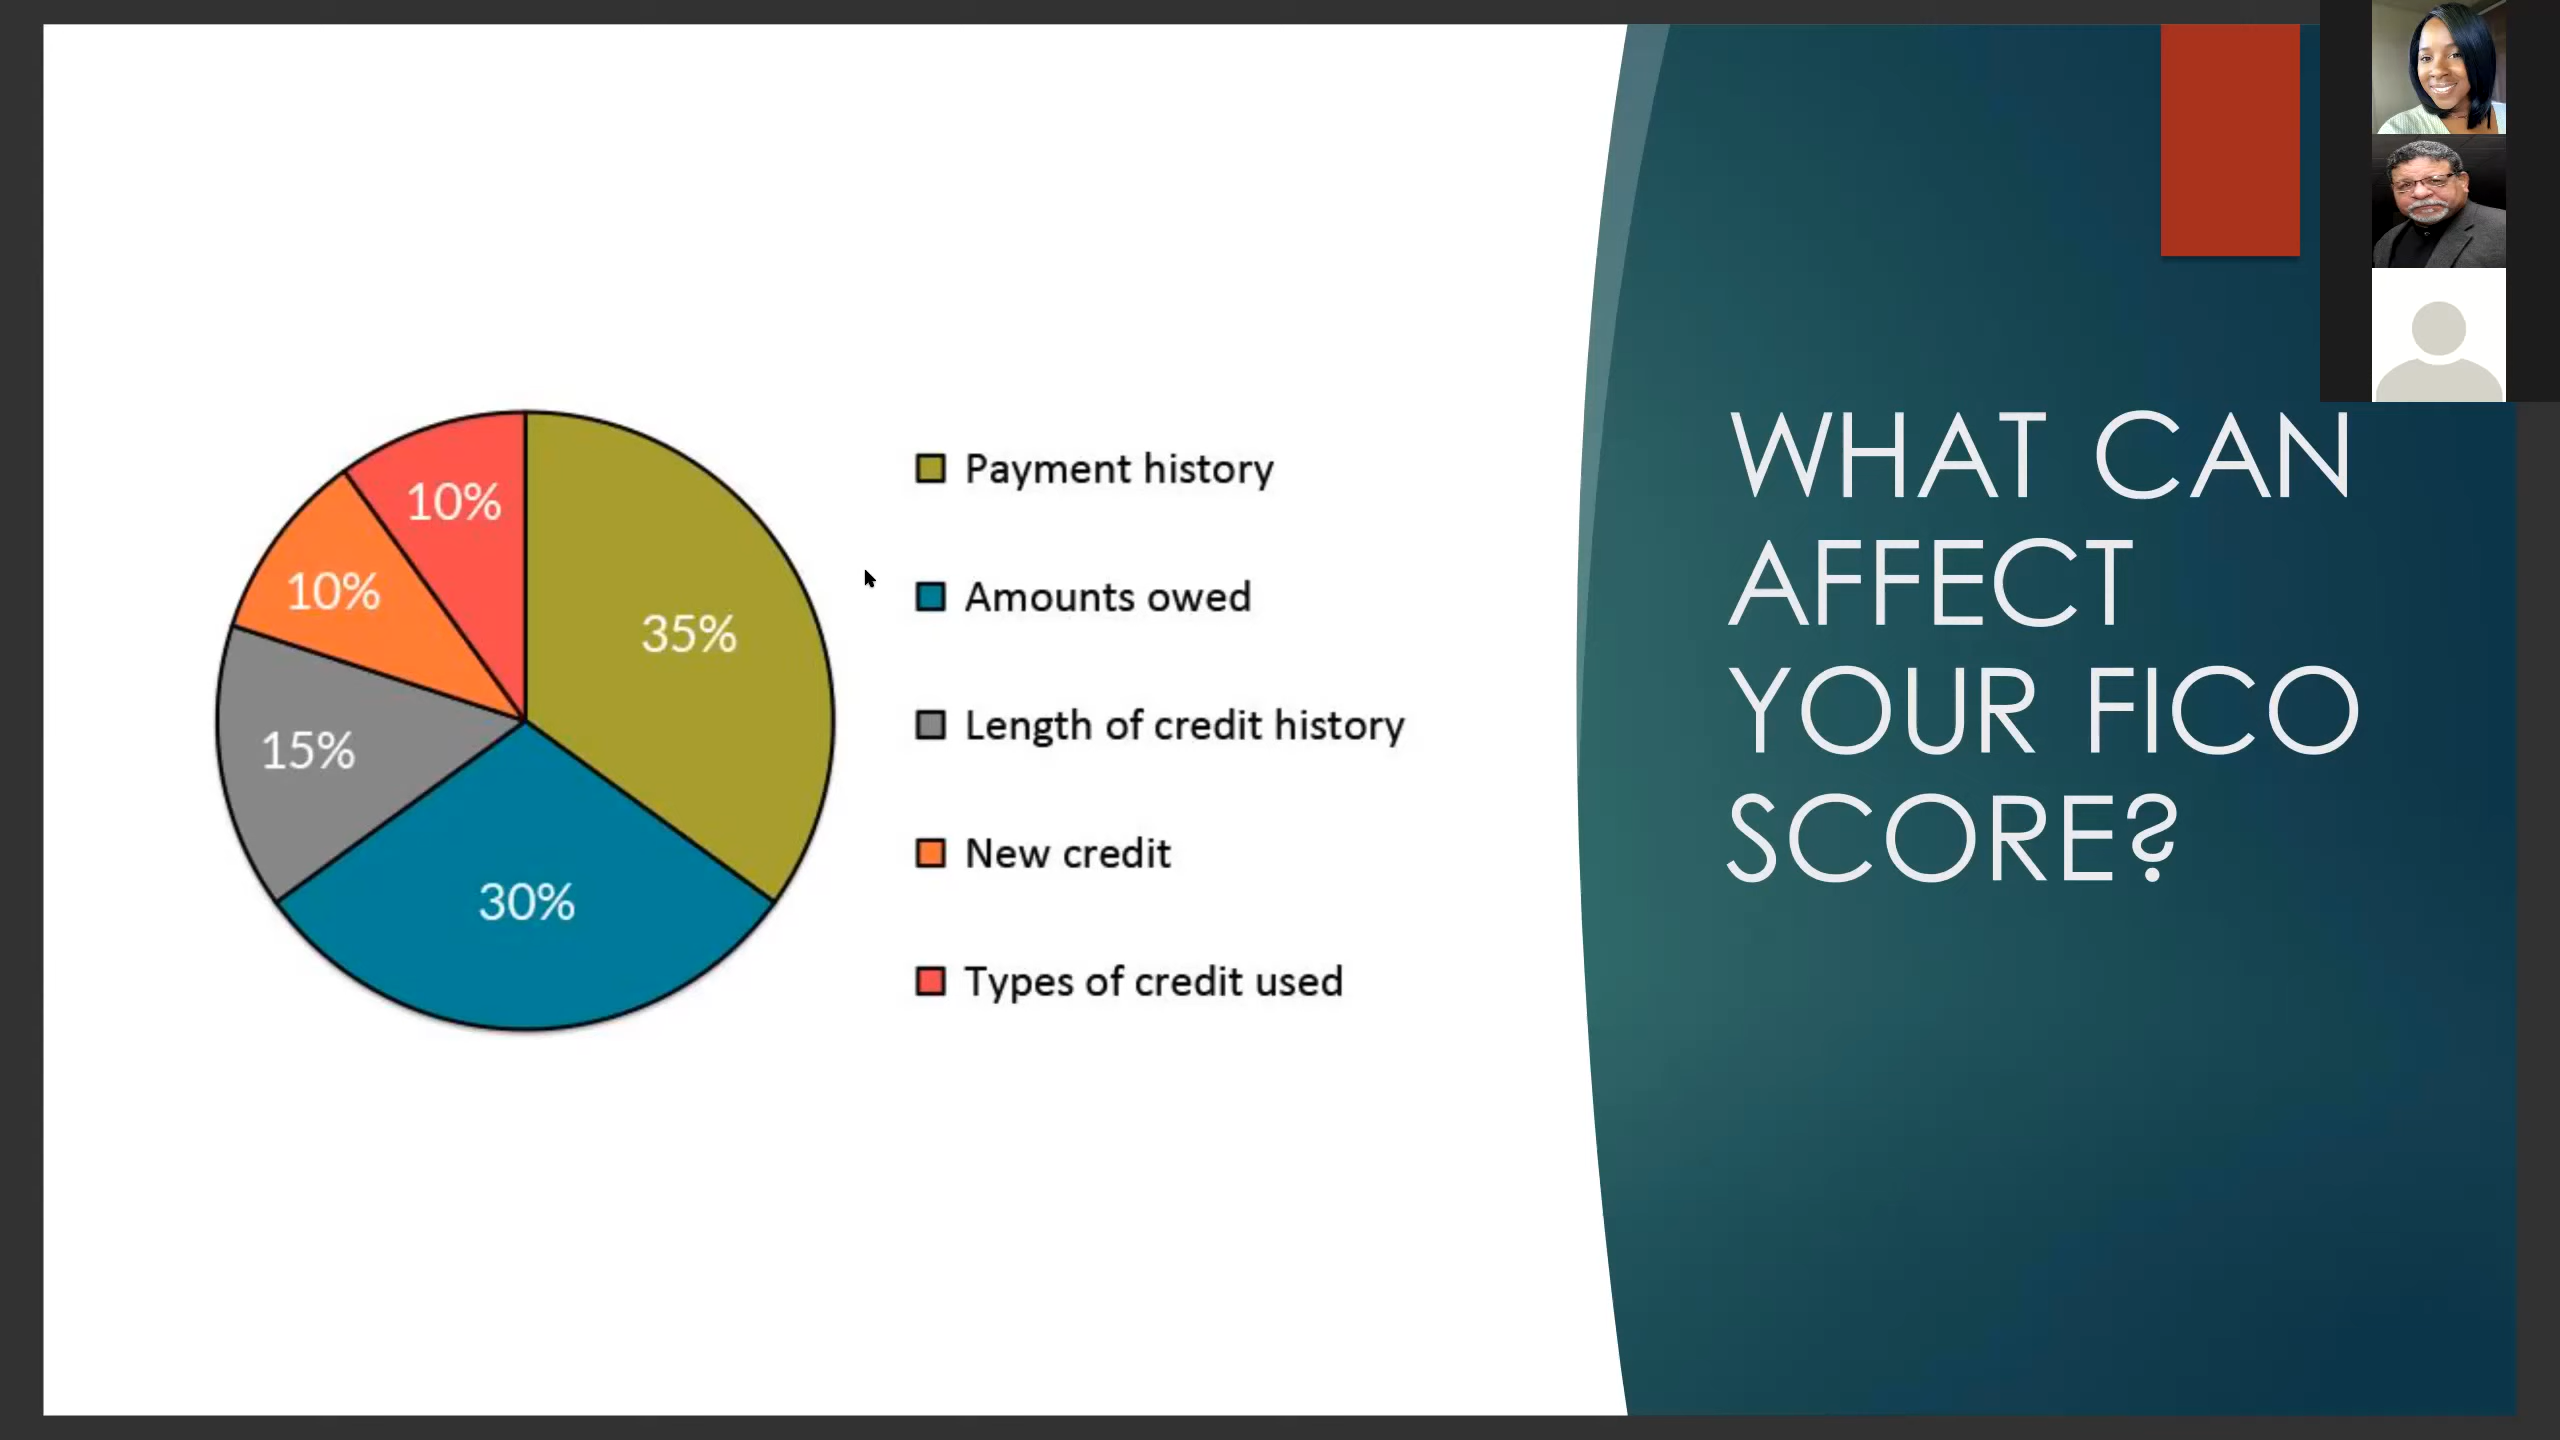 10%
10%
35%
15%
30%
Payment history
Amounts owed
Length of credit history
New credit
Types of credit used
WHAT CAN
AFFECT
YOUR FICO
SCORE?